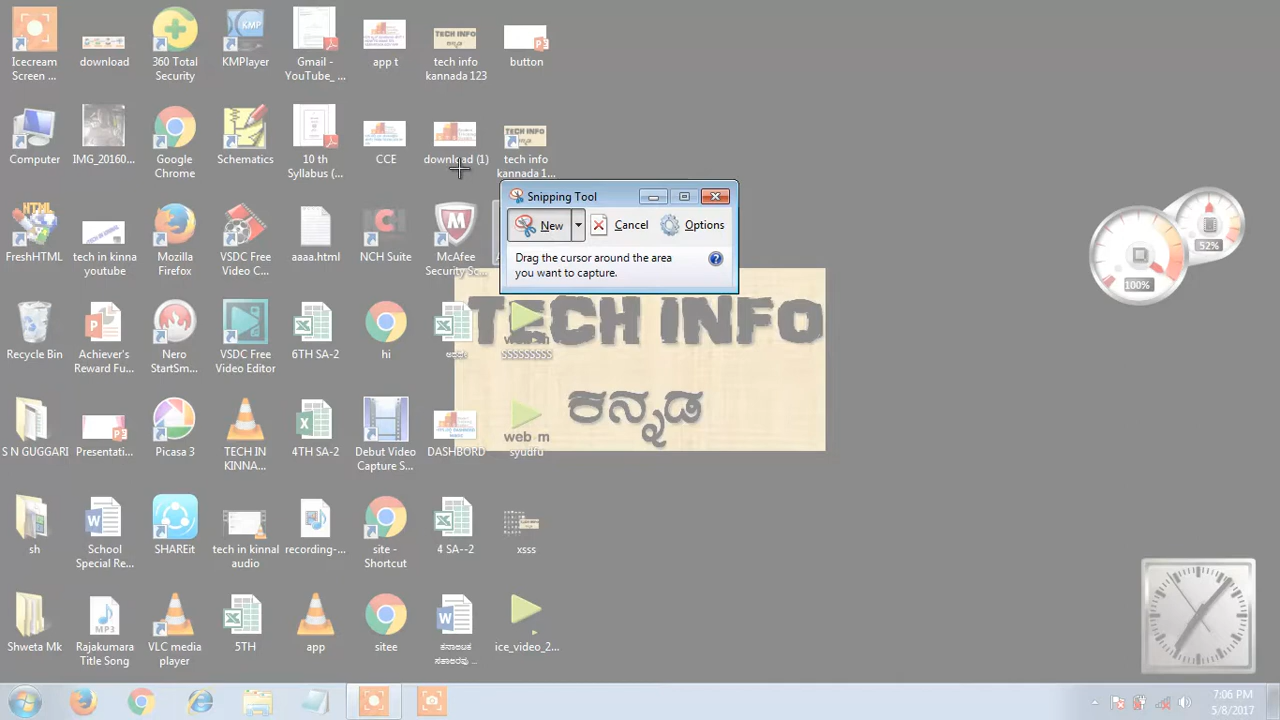 Icecream
Screen ...
download
360 Total
Security
KMPlayer
Gmail -
YouTube_ ...
app t
tech info
kannada 123
button
Computer
IMG_20160...
Google
Chrome
Schematics
10 th
Syllabus (...
CCE
download (1)
tech info
kannada 1...
Snipping Tool
New
Cancel
Options
Drag the cursor around the area
you want to capture.
FreshHTML
tech in kinna
youtube
Mozilla
Firefox
VSDC Free
Video C...
aaaa.html
NCH Suite
McAfee
Security Sc...
52%
100%
TECH INFO
ಕನ್ನಡ
Recycle Bin
Achiever's
Reward Fu...
Nero
StartSm...
VSDC Free
Video Editor
6TH SA-2
hi
web m
sssssssss
S N GUGGARI
Presentati...
Picasa 3
TECH IN
KINNA...
4TH SA-2
Debut Video
Capture S...
DASHBORD
web m
syudfu
sh
School
Special Re...
SHAREit
tech in kinnal
audio
recording-...
site -
Shortcut
4 SA--2
xsss
Shweta Mk
Rajakumara
Title Song
VLC media
player
5TH
app
sitee
ice_video_2...
7:06 PM
5/8/2017